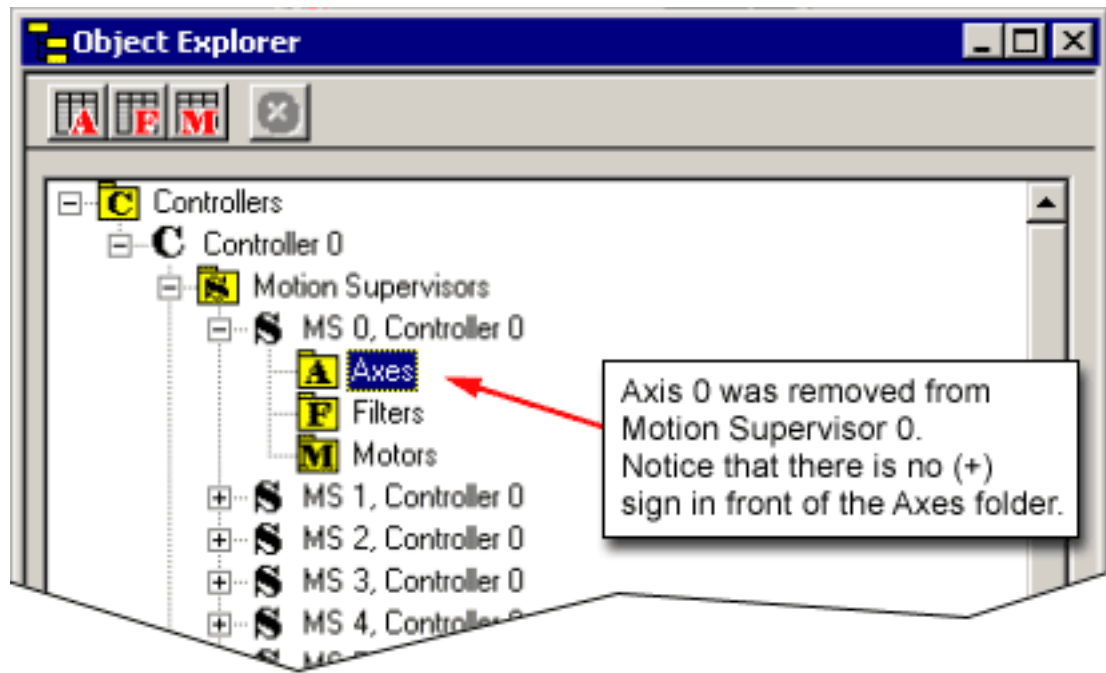 Object Explorer
A F M
C Controllers
C Controller 0
S Motion Supervisors
S MS 0, Controller 0
A Axes
F Filters
M Motors
S MS 1, Controller 0
S MS 2, Controller 0
S MS 3, Controller 0
S MS 4, Controller 0
Axis 0 was removed from
Motion Supervisor 0.
Notice that there is no (+)
sign in front of the Axes folder.